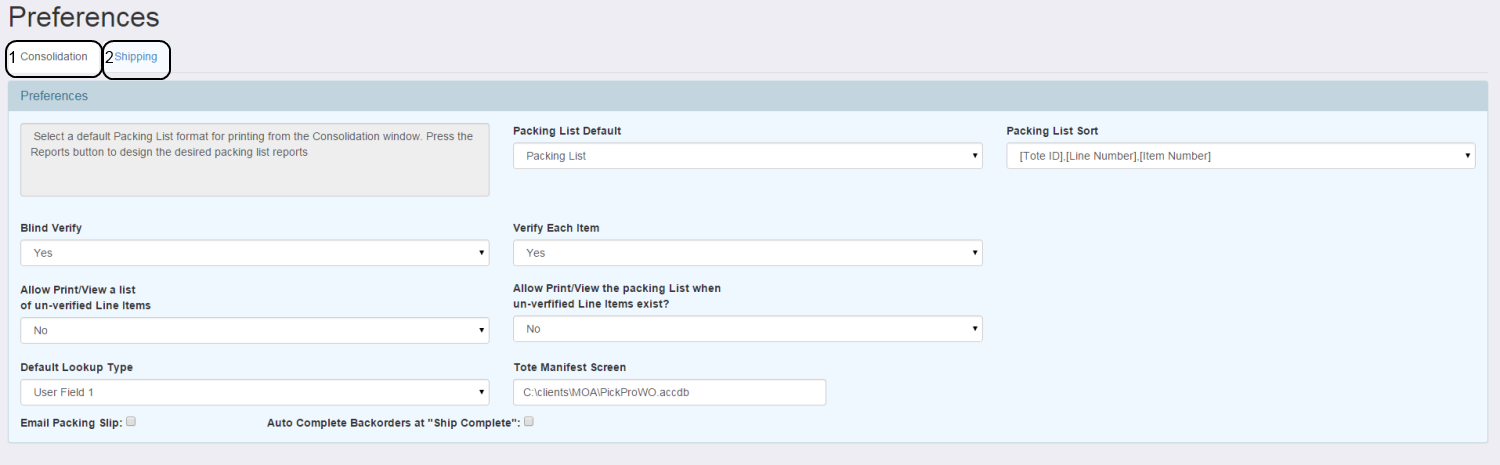 Preferences
1 Consolidation 2 Shipping
Preferences
Select a default Packing List format for printing from the Consolidation window. Press the
Reports button to design the desired packing list reports
Packing List Default
Packing List
Packing List Sort
[Tote ID],[Line Number],[Item Number]
Blind Verify
Yes
Verify Each Item
Yes
Allow Print/View a list
of un-verified Line Items
No
Allow Print/View the packing List when
un-verfified Line Items exist?
No
Default Lookup Type
User Field 1
Tote Manifest Screen
C:\clients\MOA\PickProWO.accdb
Email Packing Slip:
Auto Complete Backorders at "Ship Complete":